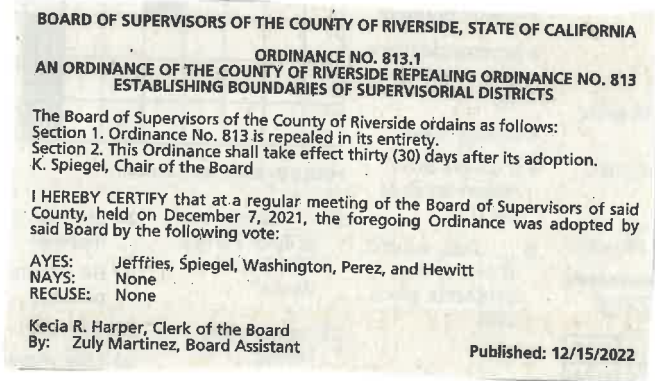 BOARD OF SUPERVISORS OF THE COUNTY OF RIVERSIDE, STATE OF CALIFORNIA
ORDINANCE NO. 813.1
AN ORDINANCE OF THE COUNTY OF RIVERSIDE REPEALING ORDINANCE NO. 813
ESTABLISHING BOUNDARIES OF SUPERVISORIAL DISTRICTS
The Board of Supervisors of the County of Riverside ordains as follows:
Section 1. Ordinance No. 813 is repealed in its entirety.
Section 2. This Ordinance shall take effect thirty (30) days after its adoption.
K. Spiegel, Chair of the Board
I HEREBY CERTIFY that at a regular meeting of the Board of Supervisors of said
County, held on December 7, 2021, the foregoing Ordinance was adopted by
said Board by the following vote:
AYES: Jeffries, Spiegel, Washington, Perez, and Hewitt
NAYS: None
RECUSE: None
Kecia R. Harper, Clerk of the Board
By: Zuly Martinez, Board Assistant
Published: 12/15/2022